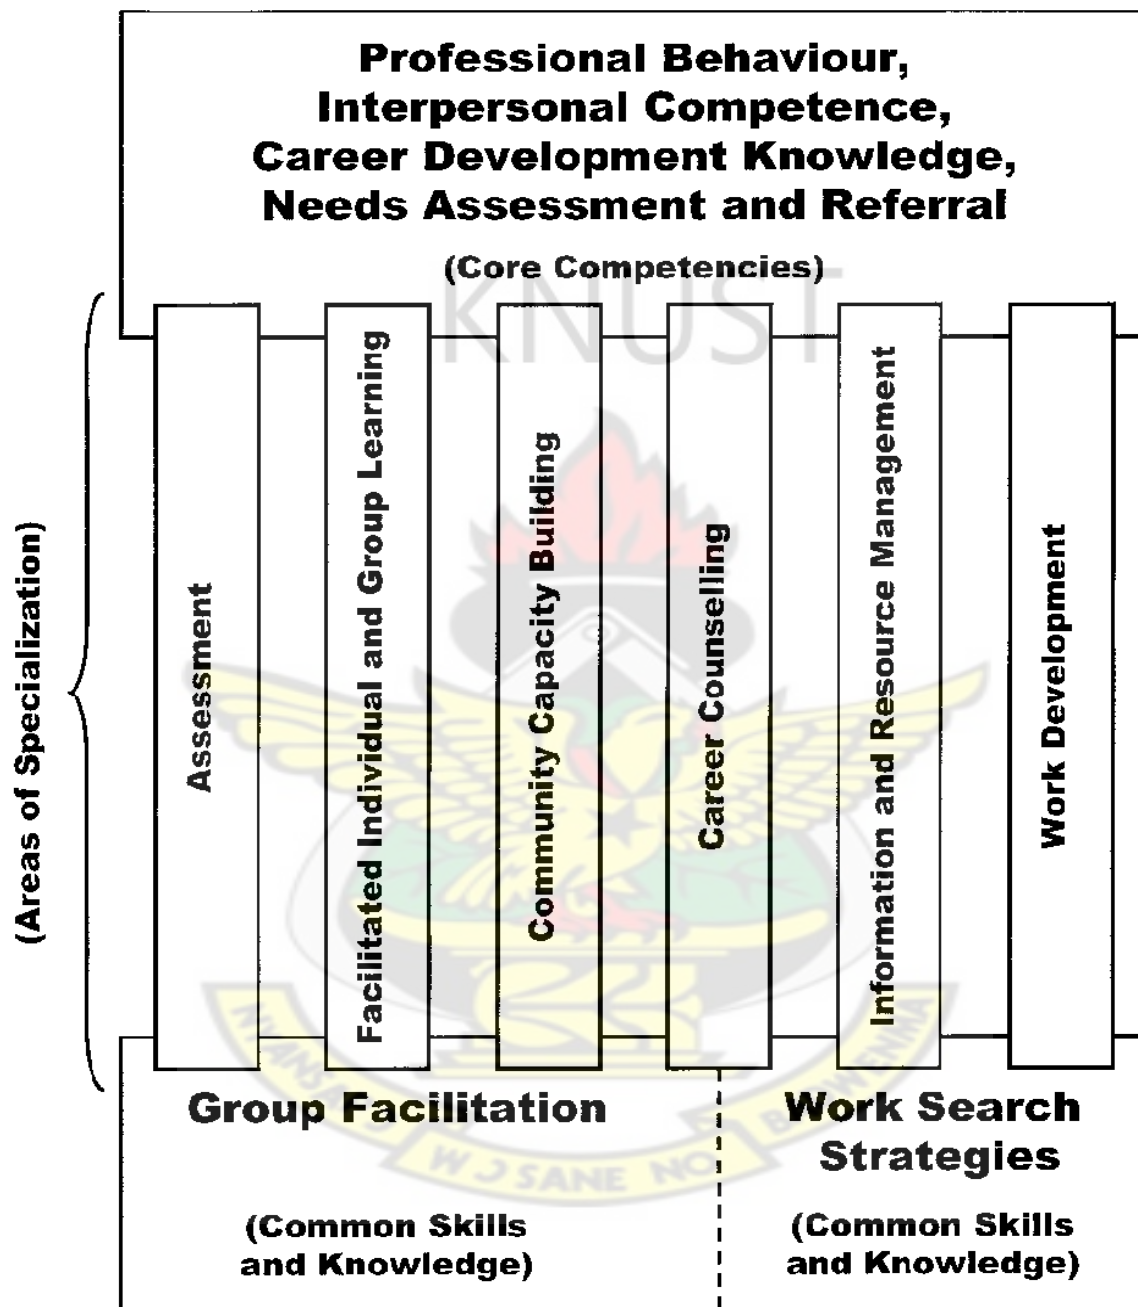 Professional Behaviour,
Interpersonal Competence,
Career Development Knowledge,
Needs Assessment and Referral
(Core Competencies)
KNUST
(Areas of Specialization)
Assessment
Facilitated Individual and Group Learning
Community Capacity Building
Career Counselling
Information and Resource Management
Work Development
Group Facilitation
(Common Skills
and Knowledge)
Work Search
Strategies
(Common Skills
and Knowledge)
WƆSANE NO